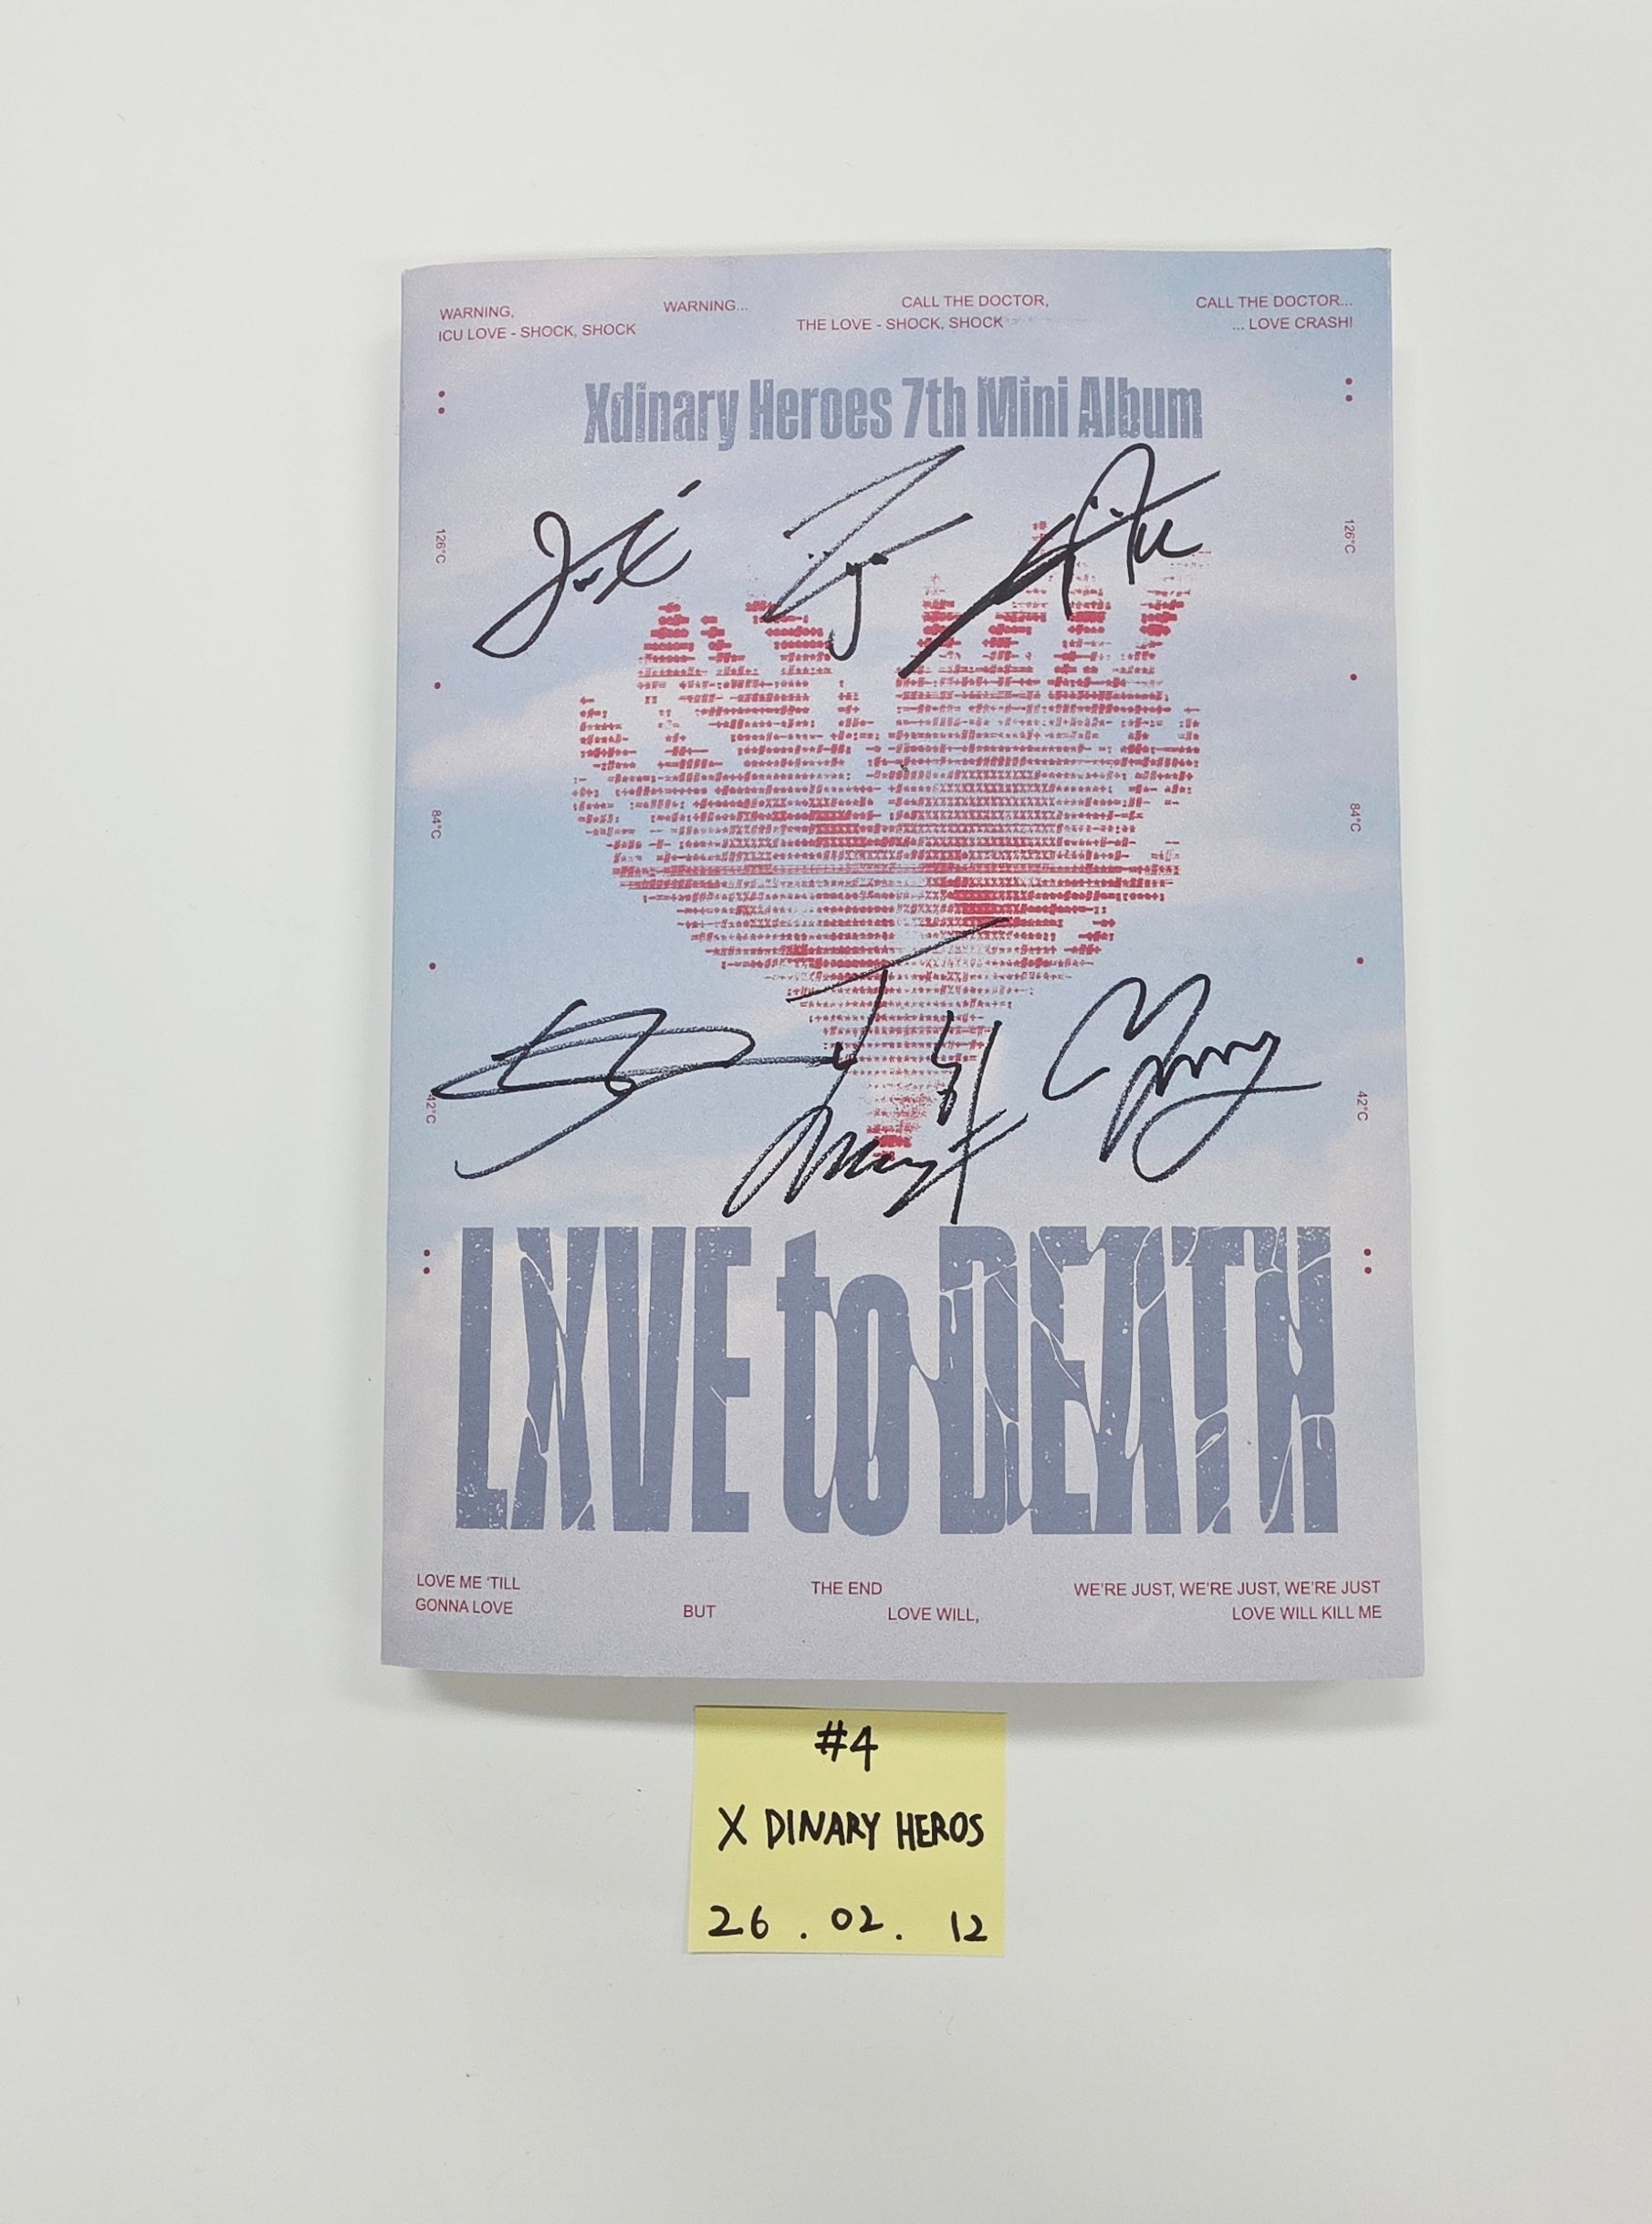 WARNING, WARNING... CALL THE DOCTOR, CALL THE DOCTOR...
ICU LOVE - SHOCK, SHOCK THE LOVE - SHOCK, SHOCK ... LOVE CRASH!
Xdinary Heroes 7th Mini Album
126°C 126°C
84°C 84°C
42°C 42°C
LXVE to DEATH
LOVE ME 'TILL THE END WE'RE JUST, WE'RE JUST, WE'RE JUST
GONNA LOVE BUT LOVE WILL, LOVE WILL KILL ME
#4
X DINARY HEROS
26 . 02 . 12